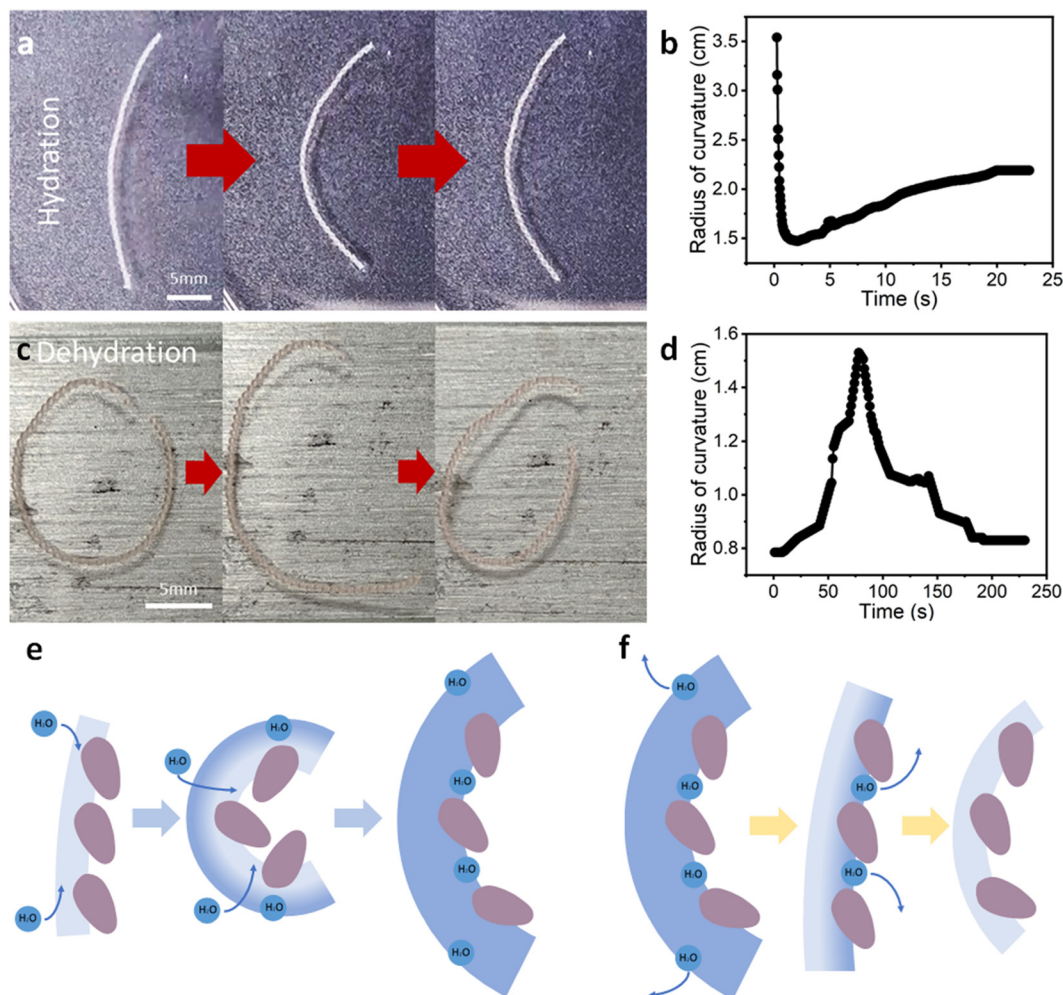 a
Hydration
5mm
b
Radius of curvature (cm)
3.5
3.0
2.5
2.0
1.5
0 5 10 15 20 25
Time (s)
c Dehydration
5mm
d
Radius of curvature (cm)
1.6
1.4
1.2
1.0
0.8
0 50 100 150 200 250
Time (s)
e
H₂O
H₂O
H₂O
H₂O
H₂O
H₂O
H₂O
H₂O
H₂O
H₂O
f
H₂O
H₂O
H₂O
H₂O
H₂O
H₂O